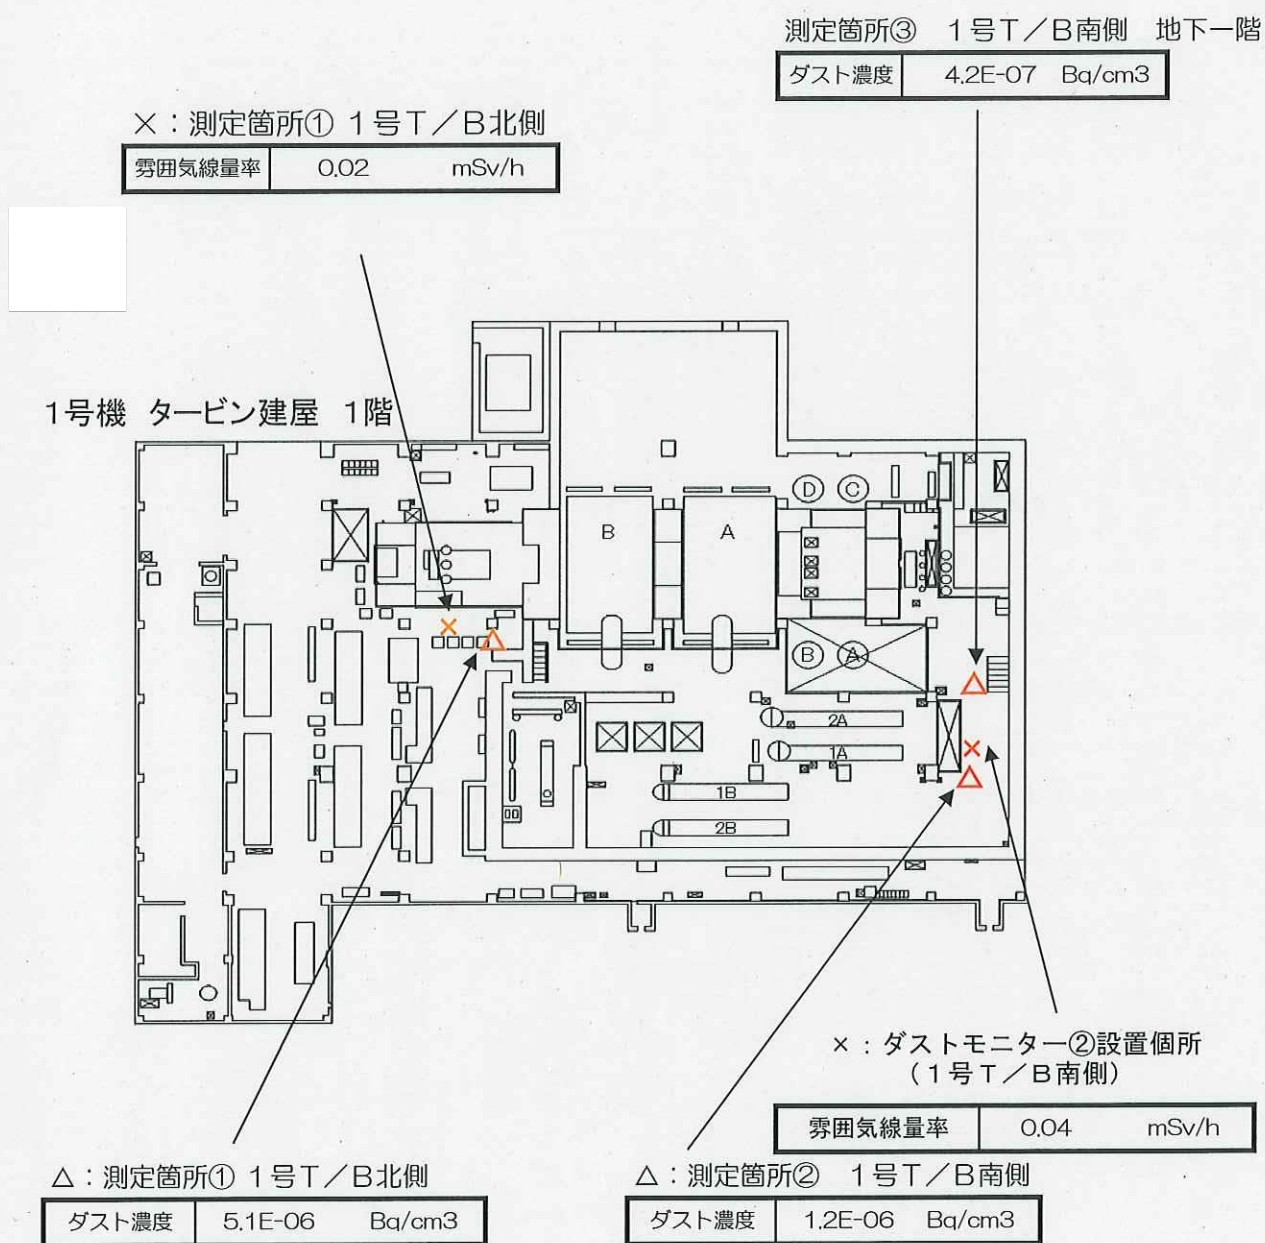 測定箇所③　1号T／B南側　地下一階
ダスト濃度 4.2E-07 Bq/cm3
×：測定箇所① 1号T／B北側
雰囲気線量率 0.02 mSv/h
1号機 タービン建屋 1階
D C
B A
B A
2A
1A
1B
2B
×：ダストモニター②設置個所
（1号T／B南側）
雰囲気線量率 0.04 mSv/h
△：測定箇所① 1号T／B北側
ダスト濃度 5.1E-06 Bq/cm3
△：測定箇所②　1号T／B南側
ダスト濃度 1.2E-06 Bq/cm3